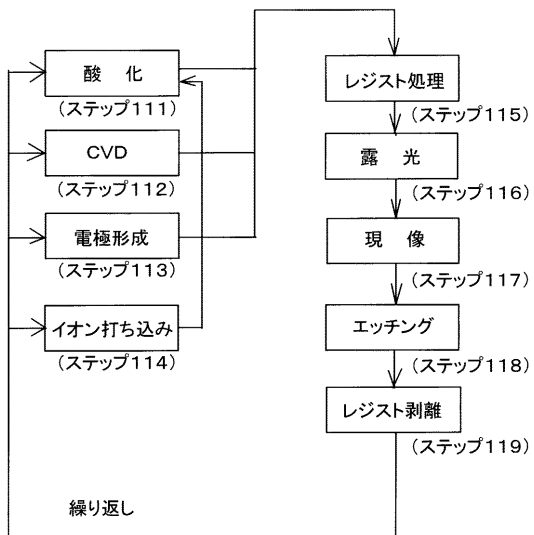 酸 化
(ステップ111)
CVD
(ステップ112)
電極形成
(ステップ113)
イオン打ち込み
(ステップ114)
レジスト処理
(ステップ115)
露 光
(ステップ116)
現 像
(ステップ117)
エッチング
(ステップ118)
レジスト剥離
(ステップ119)
繰り返し